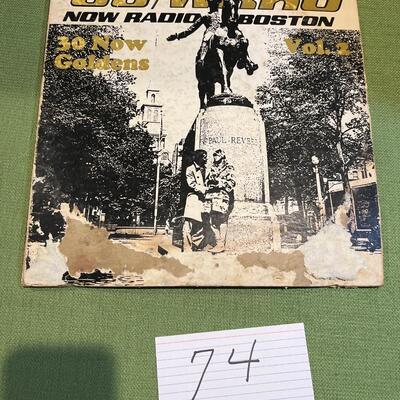 NOW RADIO BOSTON
30 Now Vol. 2
Goldens
PAUL · REVERE
74